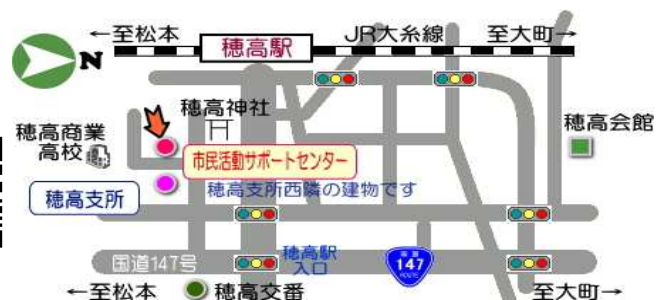 ←至松本
穂高駅
JR大糸線
至大町→
N
穂高神社
穂高商業
高校
穂高会館
市民活動サポートセンター
穂高支所
穂高支所西隣の建物です
国道147号
穂高駅
入口
147
ROUTE
←至松本
穂高交番
至大町→